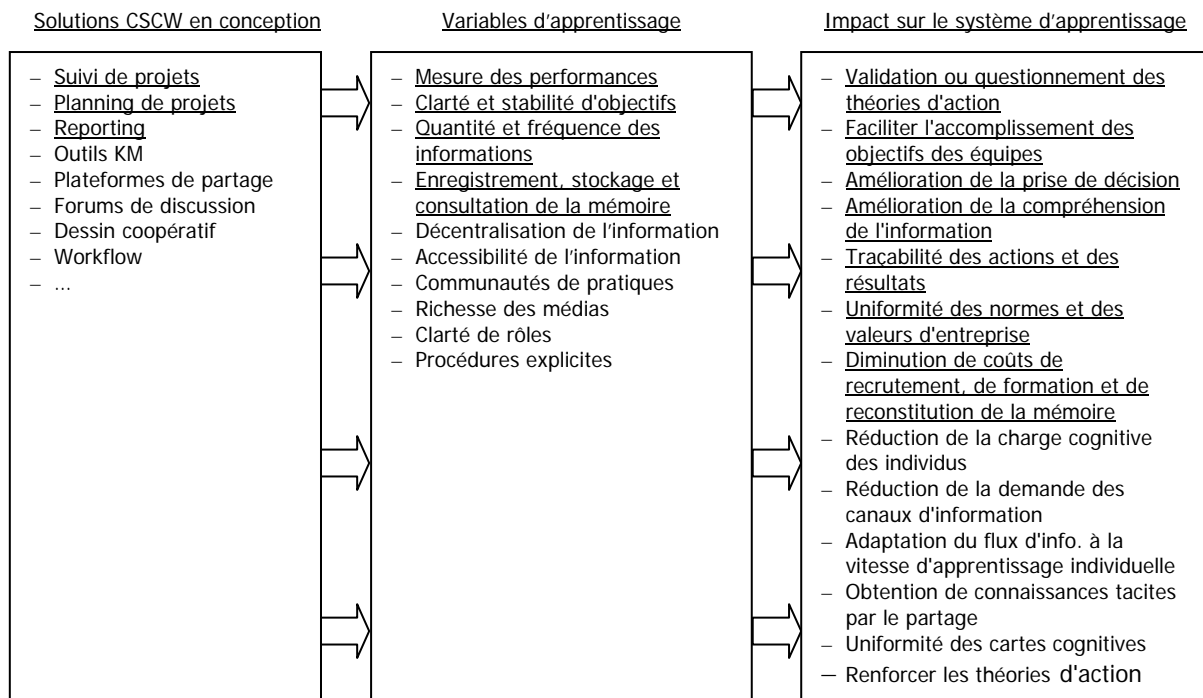 Solutions CSCW en conception
– Suivi de projets
– Planning de projets
– Reporting
– Outils KM
– Plateformes de partage
– Forums de discussion
– Dessin coopératif
– Workflow
– ...
Variables d’apprentissage
– Mesure des performances
– Clarté et stabilité d'objectifs
– Quantité et fréquence des
informations
– Enregistrement, stockage et
consultation de la mémoire
– Décentralisation de l’information
– Accessibilité de l’information
– Communautés de pratiques
– Richesse des médias
– Clarté de rôles
– Procédures explicites
Impact sur le système d’apprentissage
– Validation ou questionnement des
théories d'action
– Faciliter l'accomplissement des
objectifs des équipes
– Amélioration de la prise de décision
– Amélioration de la compréhension
de l'information
– Traçabilité des actions et des
résultats
– Uniformité des normes et des
valeurs d'entreprise
– Diminution de coûts de
recrutement, de formation et de
reconstitution de la mémoire
– Réduction de la charge cognitive
des individus
– Réduction de la demande des
canaux d'information
– Adaptation du flux d'info. à la
vitesse d'apprentissage individuelle
– Obtention de connaissances tacites
par le partage
– Uniformité des cartes cognitives
– Renforcer les théories d'action